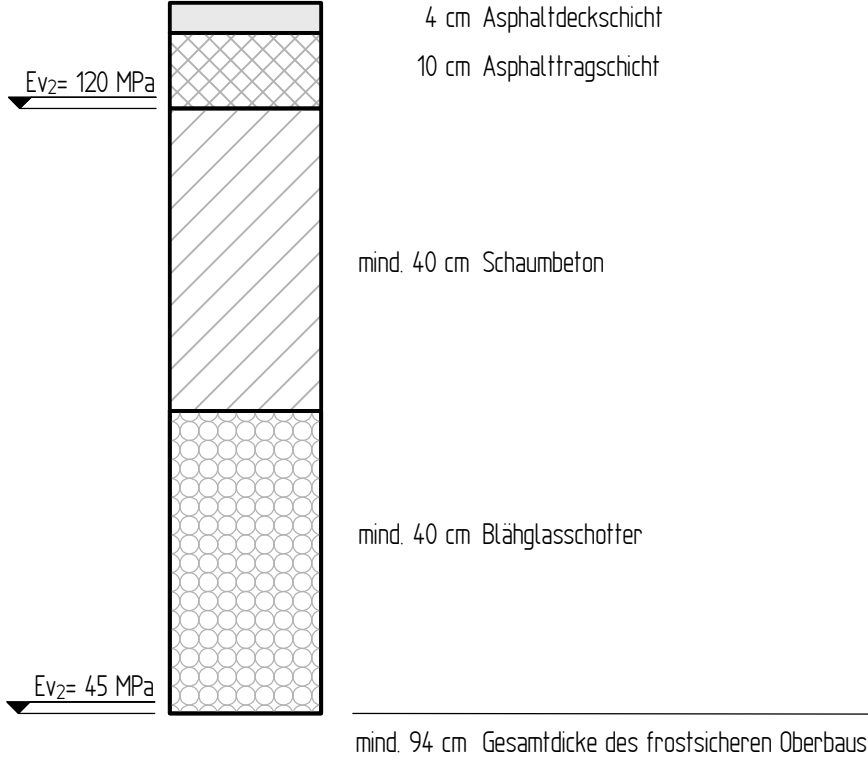 4 cm Asphaltdeckschicht
10 cm Asphalttragschicht
Ev2= 120 MPa
mind. 40 cm Schaumbeton
mind. 40 cm Blähglasschotter
Ev2= 45 MPa
mind. 94 cm Gesamtdicke des frostsicheren Oberbaus